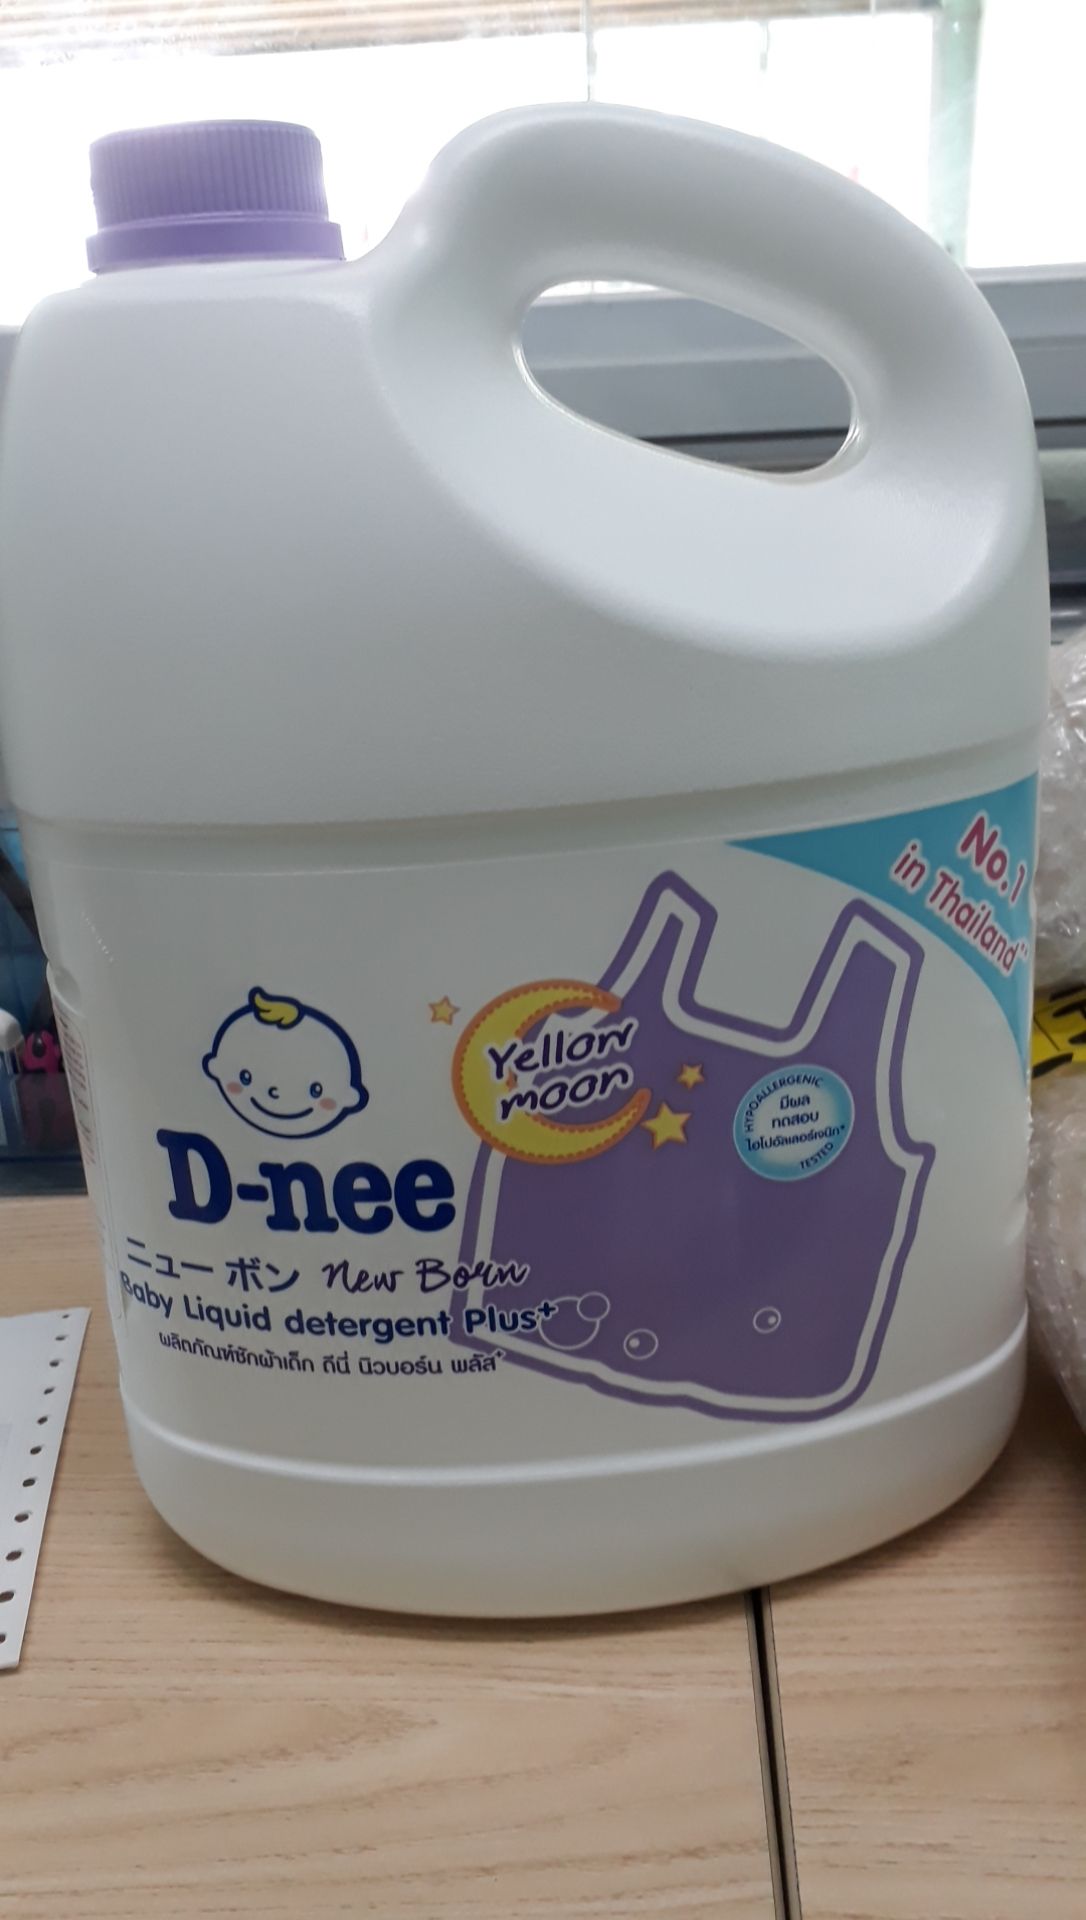 No.1
in Thailand**
Yellow
moon
HYPOALLERGENIC
มีผล
ทดสอบ
ไฮโปอัลเลอร์เจนิก*
TESTED
D-nee
ニューボン New Born
Baby Liquid detergent Plus+
ผลิตภัณฑ์ซักผ้าเด็ก ดีนี่ นิวบอร์น พลัส+